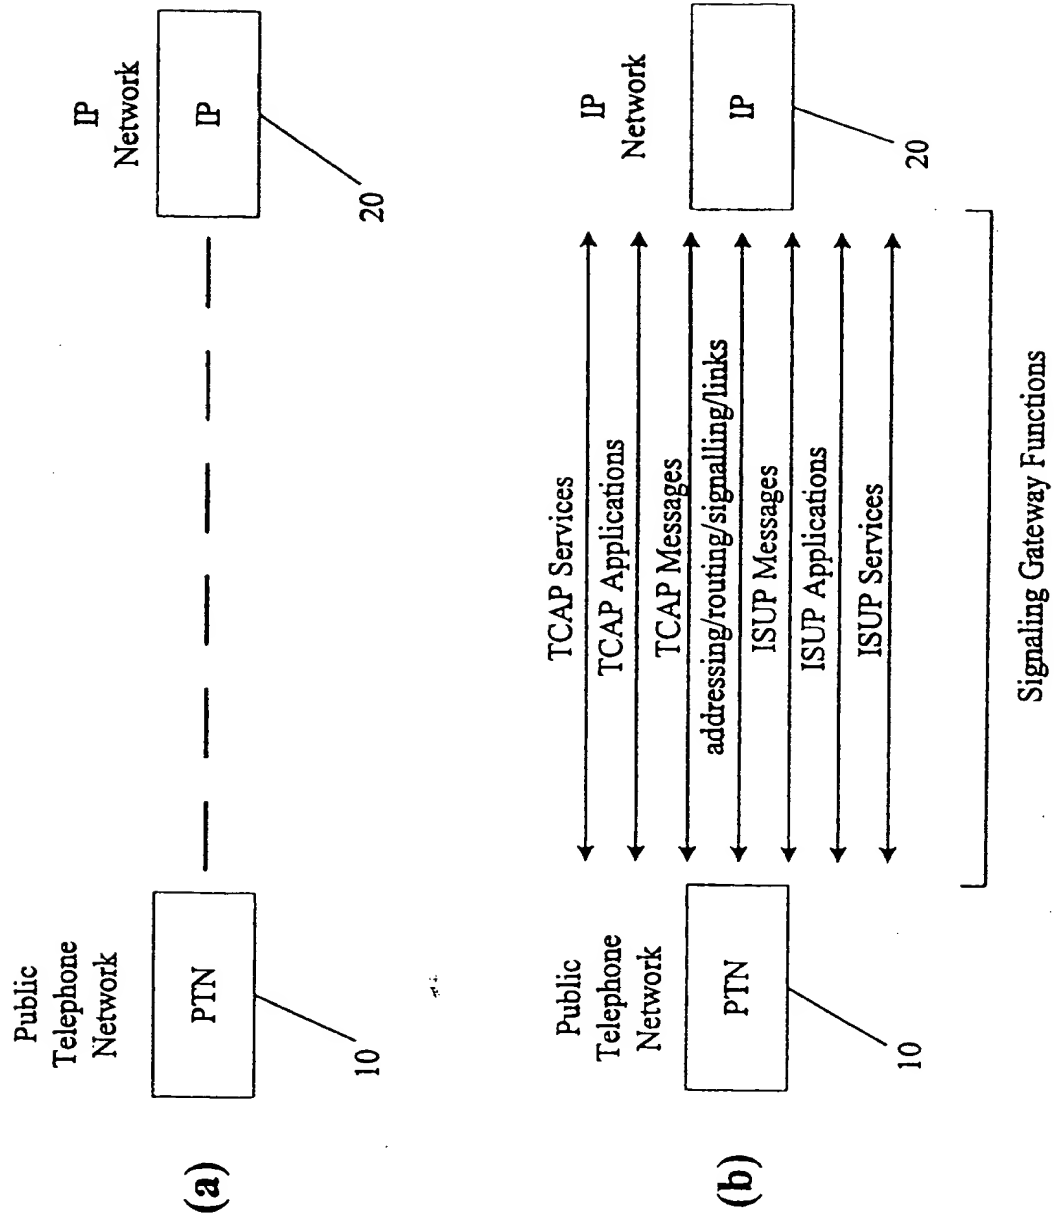 (a)
Public
Telephone
Network
PTN
10
IP
Network
IP
20
(b)
Public
Telephone
Network
PTN
10
TCAP Services
TCAP Applications
TCAP Messages
addressing/routing/signalling/links
ISUP Messages
ISUP Applications
ISUP Services
IP
Network
IP
20
Signaling Gateway Functions